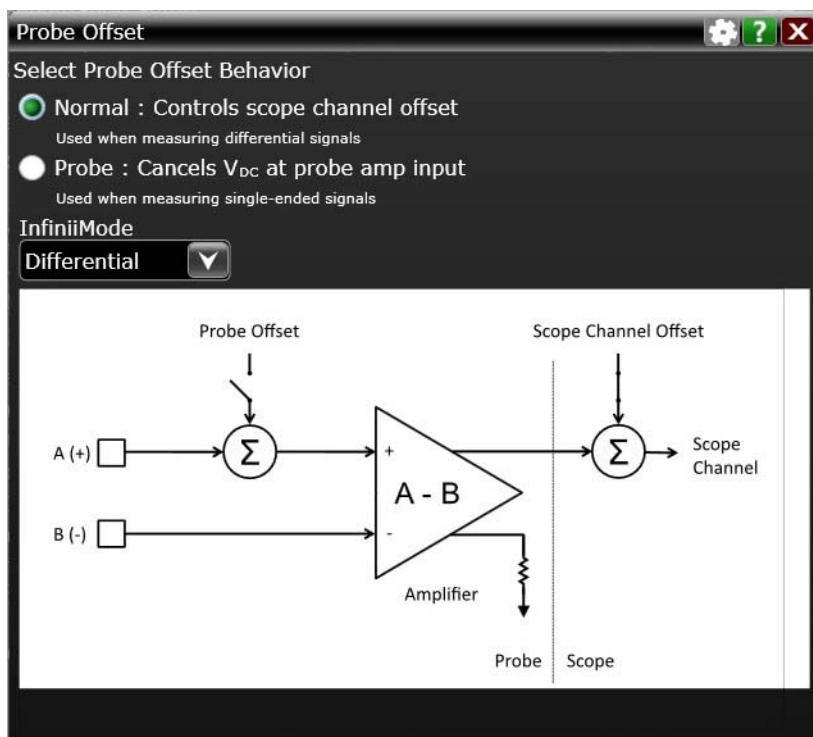 Probe Offset
?
X
Select Probe Offset Behavior
Normal : Controls scope channel offset
Used when measuring differential signals
Probe : Cancels VDC at probe amp input
Used when measuring single-ended signals
InfiniiMode
Differential
Probe Offset
Scope Channel Offset
A (+)
Σ
+
A - B
Σ
Scope
Channel
B (-)
-
Amplifier
Probe
Scope